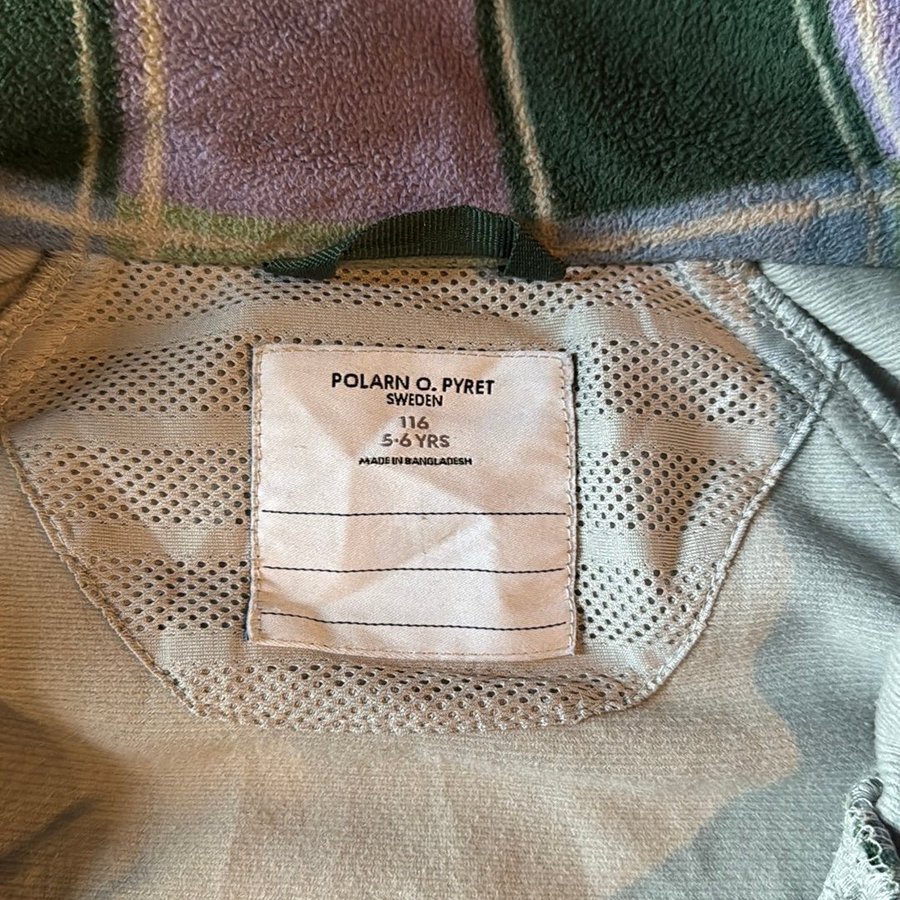 POLARN O. PYRET
SWEDEN
116
5-6 YRS
MADE IN BANGLADESH